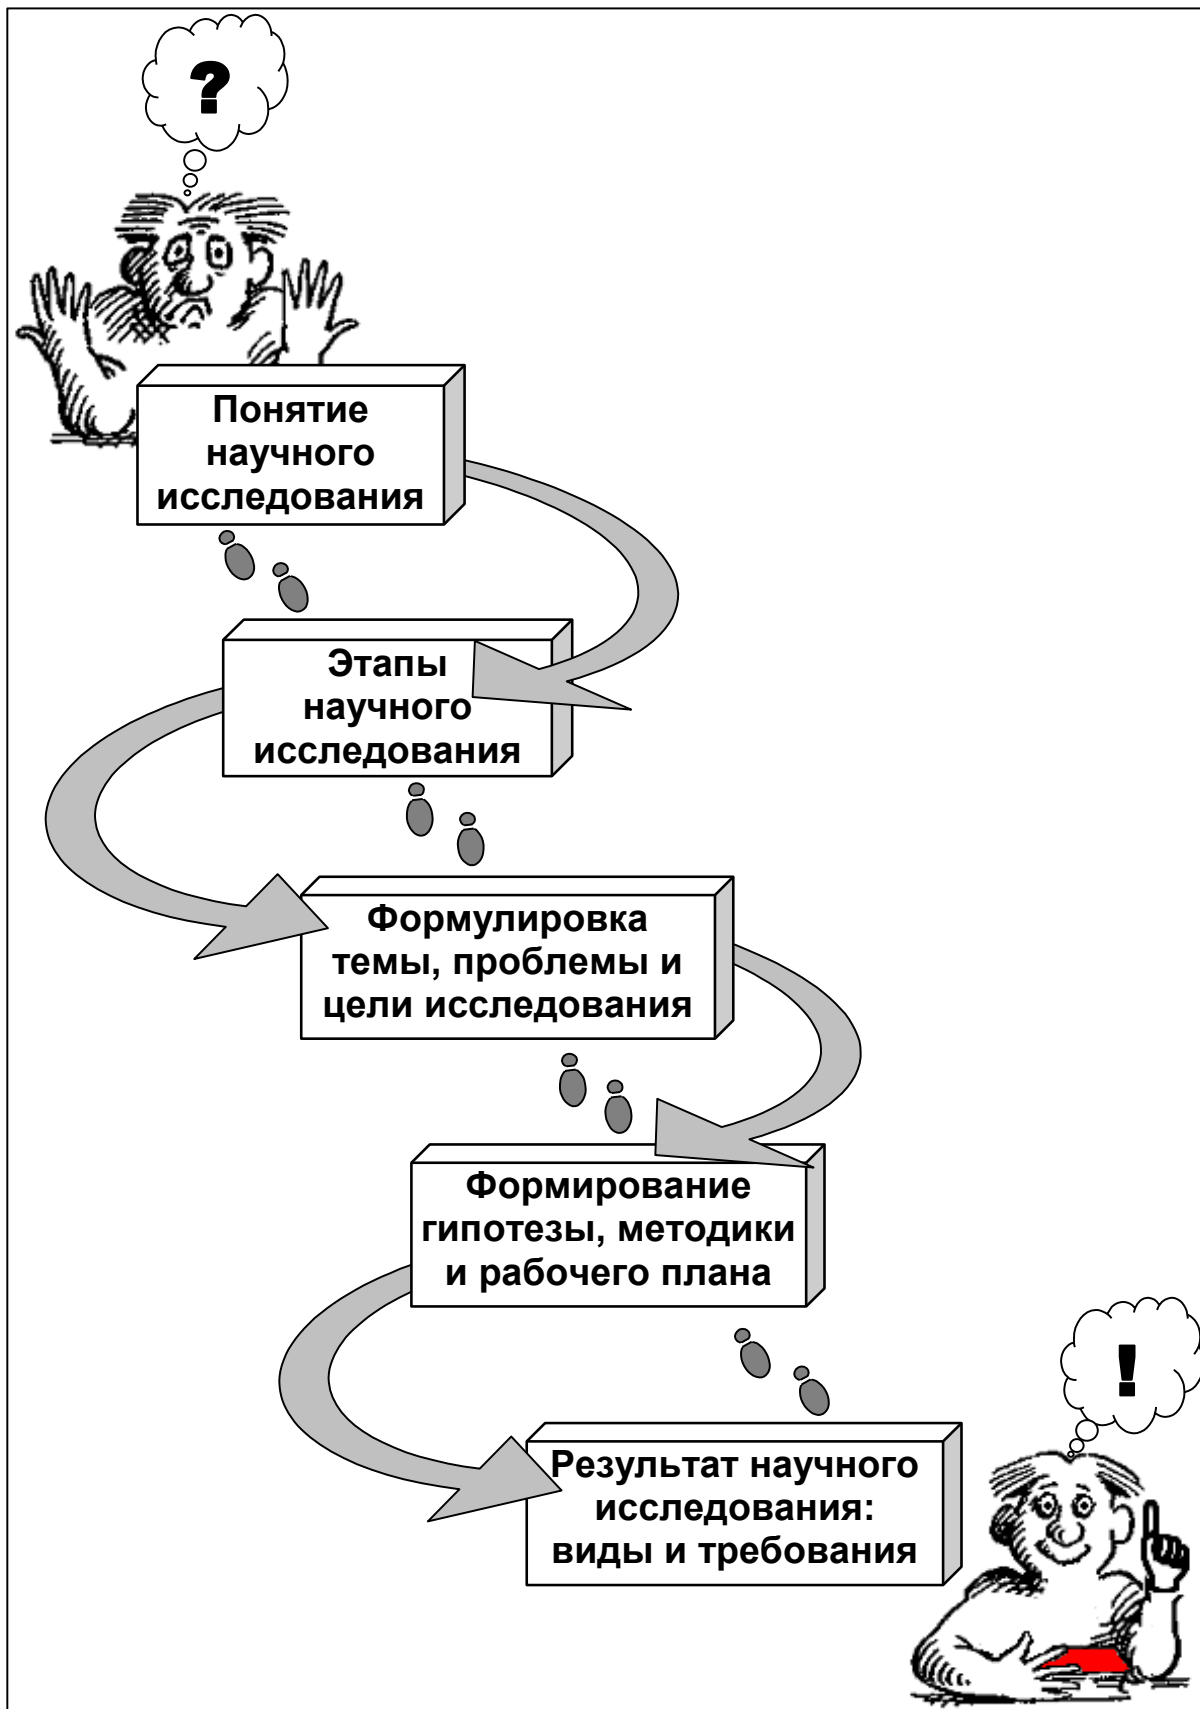 ?
Понятие
научного
исследования
Этапы
научного
исследования
Формулировка
темы, проблемы и
цели исследования
Формирование
гипотезы, методики
и рабочего плана
!
Результат научного
исследования:
виды и требования